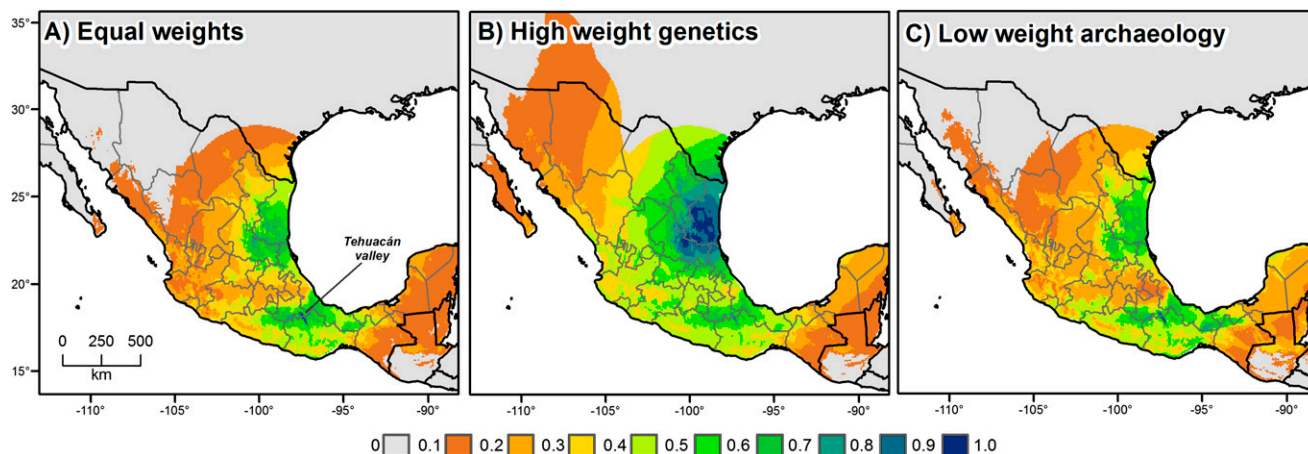 A) Equal weights
B) High weight genetics
C) Low weight archaeology
35°
30°
25°
20°
15°
Tehuacán
valley
0 250 500
km
-110° -105° -100° -95° -90°
-110° -105° -100° -95° -90°
-110° -105° -100° -95° -90°
0 0.1 0.2 0.3 0.4 0.5 0.6 0.7 0.8 0.9 1.0